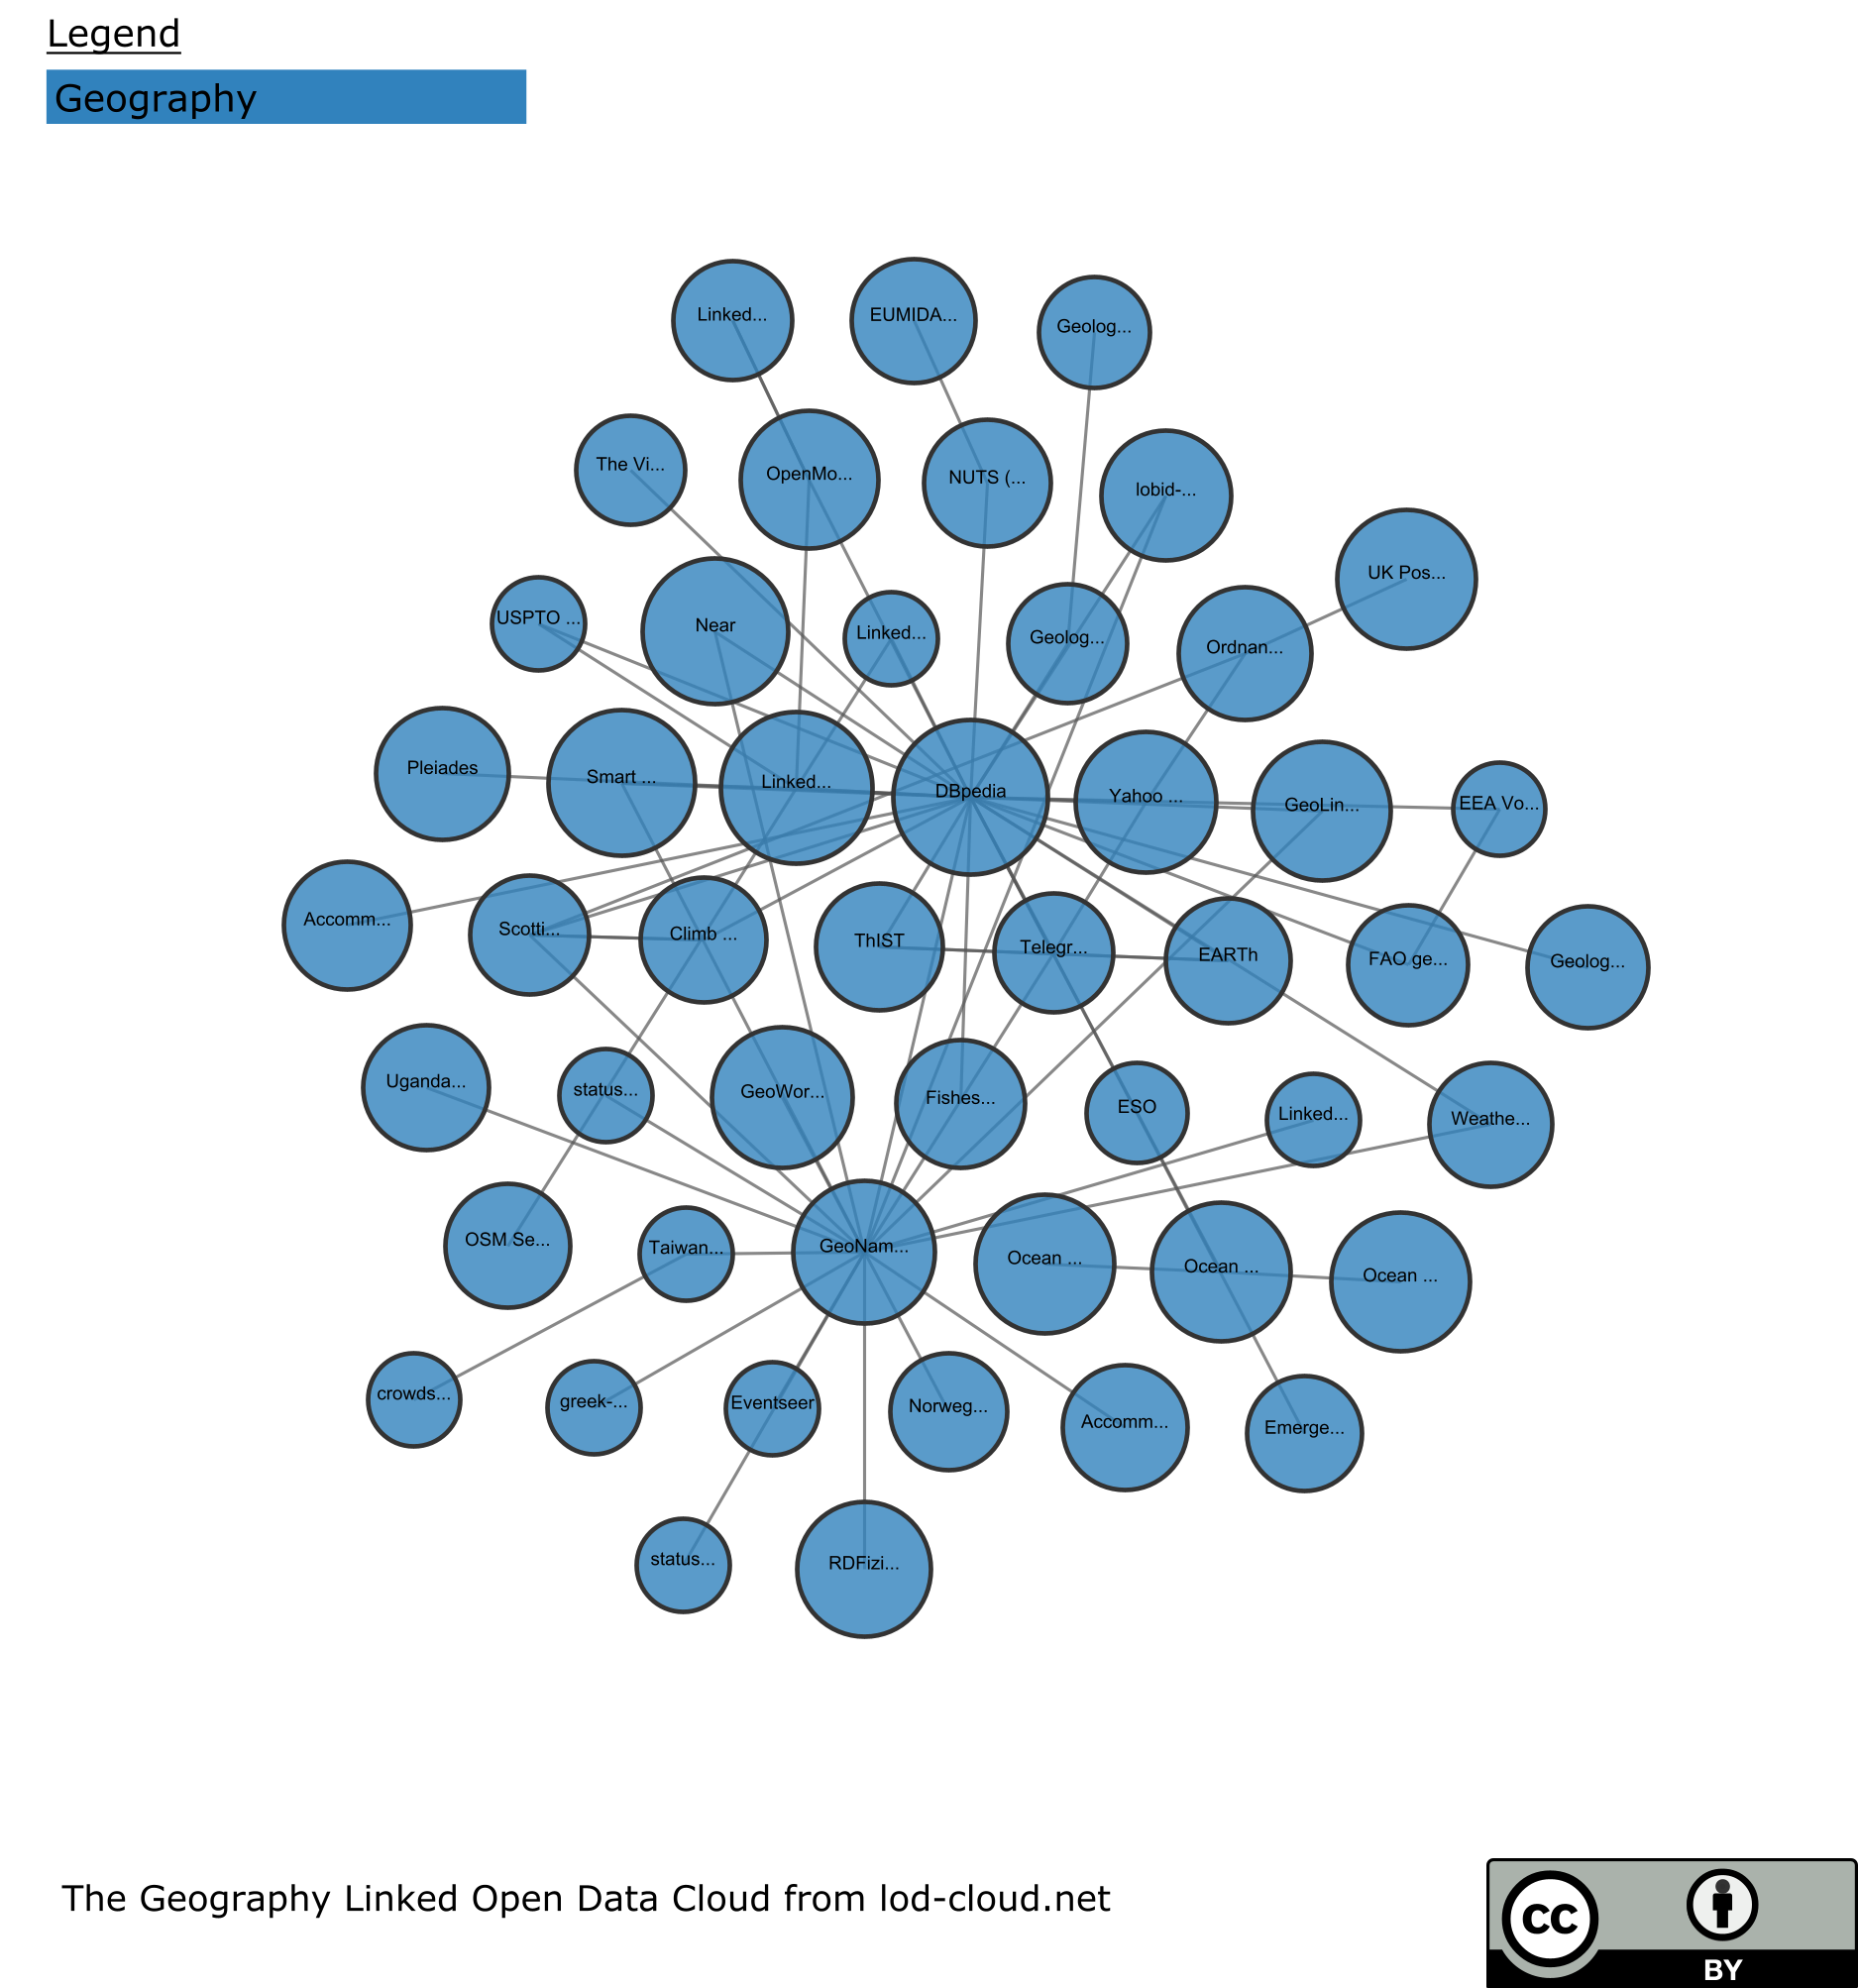 Legend
Geography
Linked...
EUMIDA...
Geolog...
The Vi...
OpenMo...
NUTS (...
lobid-...
UK Pos...
USPTO ...
Near
Linked...
Geolog...
Ordnan...
Pleiades
Smart ...
Linked...
DBpedia
Yahoo ...
GeoLin...
EEA Vo...
Accomm...
Scotti...
Climb ...
ThIST
Telegr...
EARTh
FAO ge...
Geolog...
Uganda...
status...
GeoWor...
Fishes...
ESO
Linked...
Weathe...
OSM Se...
Taiwan...
GeoNam...
Ocean ...
Ocean ...
Ocean ...
crowds...
greek-...
Eventseer
Norweg...
Accomm...
Emerge...
status...
RDFizi...
The Geography Linked Open Data Cloud from lod-cloud.net
cc
BY